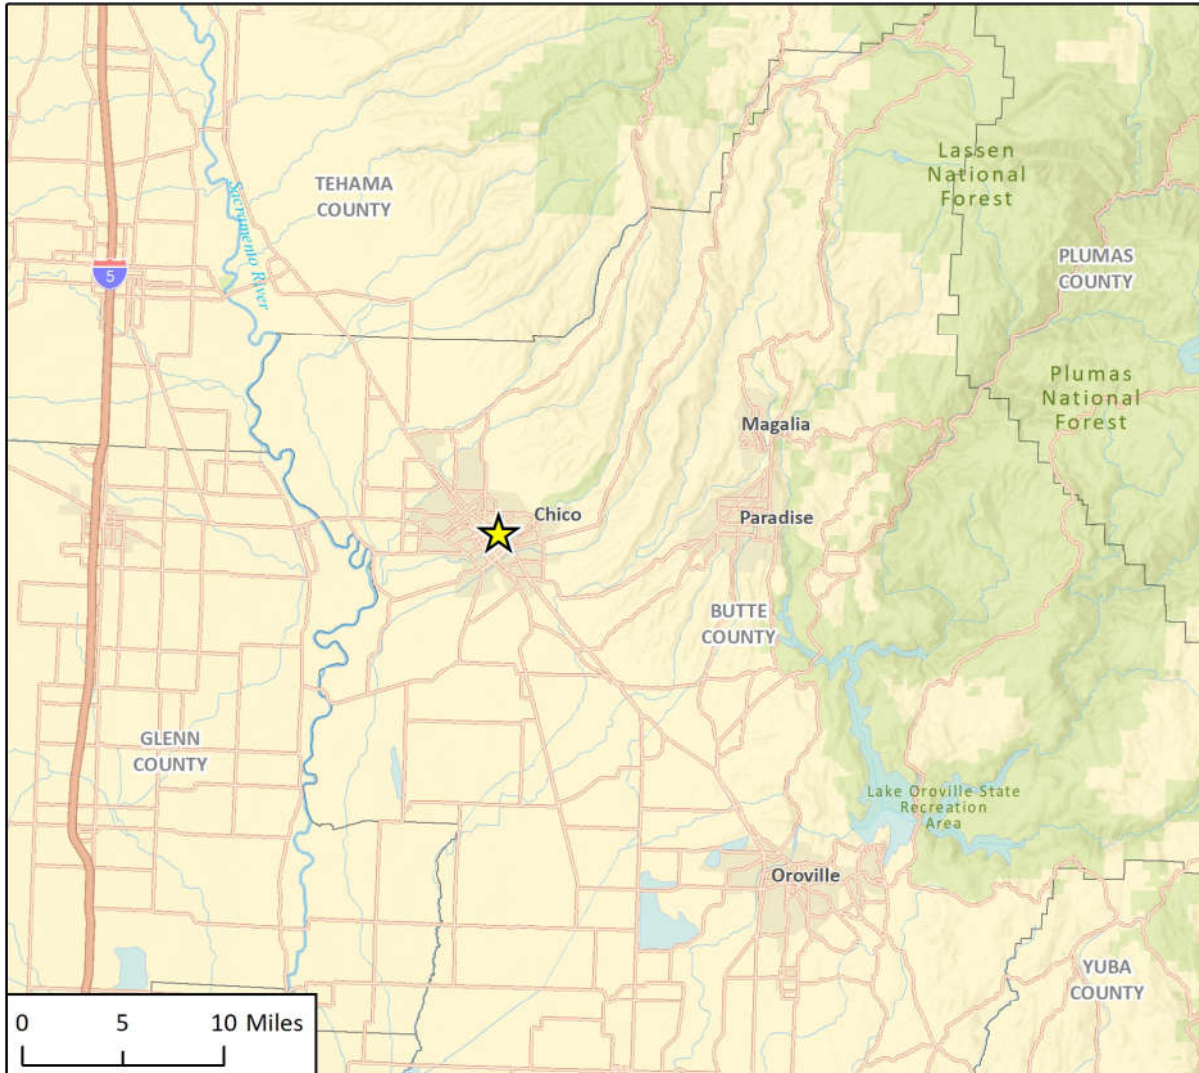 Lassen
National
Forest
TEHAMA
COUNTY
Sacramento River
PLUMAS
COUNTY
5
Plumas
National
Forest
Magalia
Chico
Paradise
BUTTE
COUNTY
GLENN
COUNTY
Lake Oroville State
Recreation
Area
Oroville
YUBA
COUNTY
0 5 10 Miles